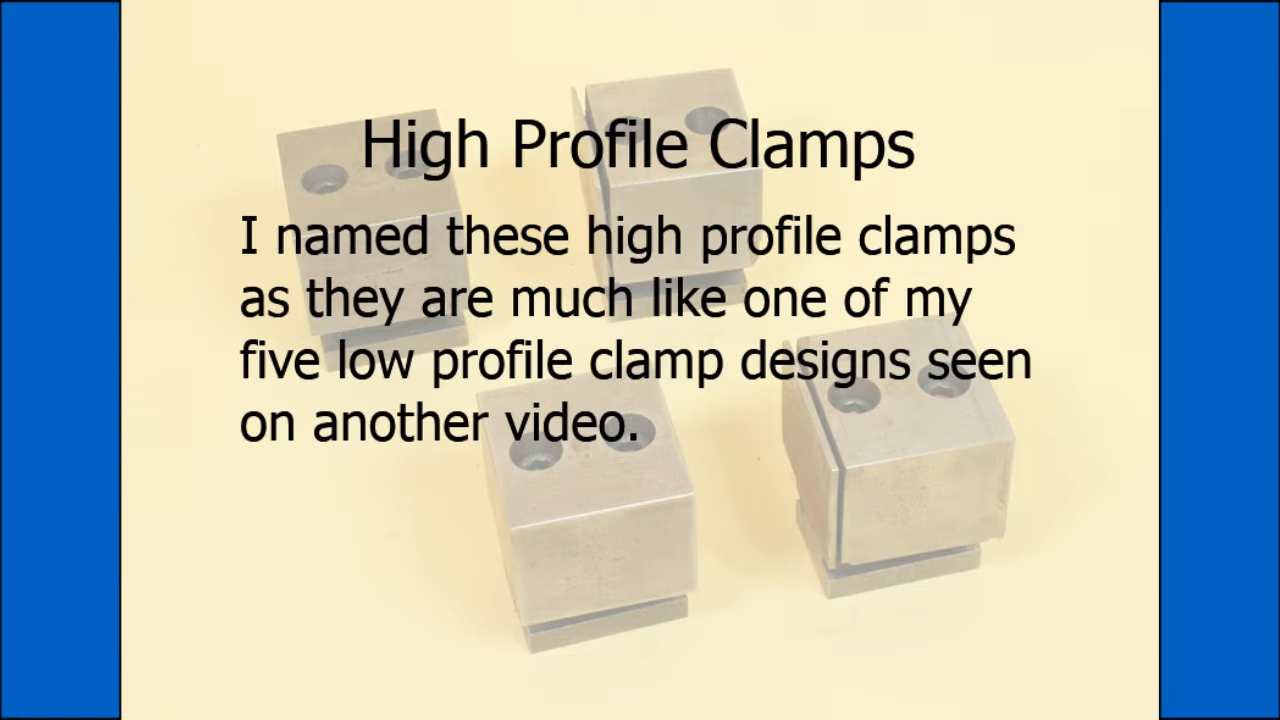 High Profile Clamps
I named these high profile clamps
as they are much like one of my
five low profile clamp designs seen
on another video.